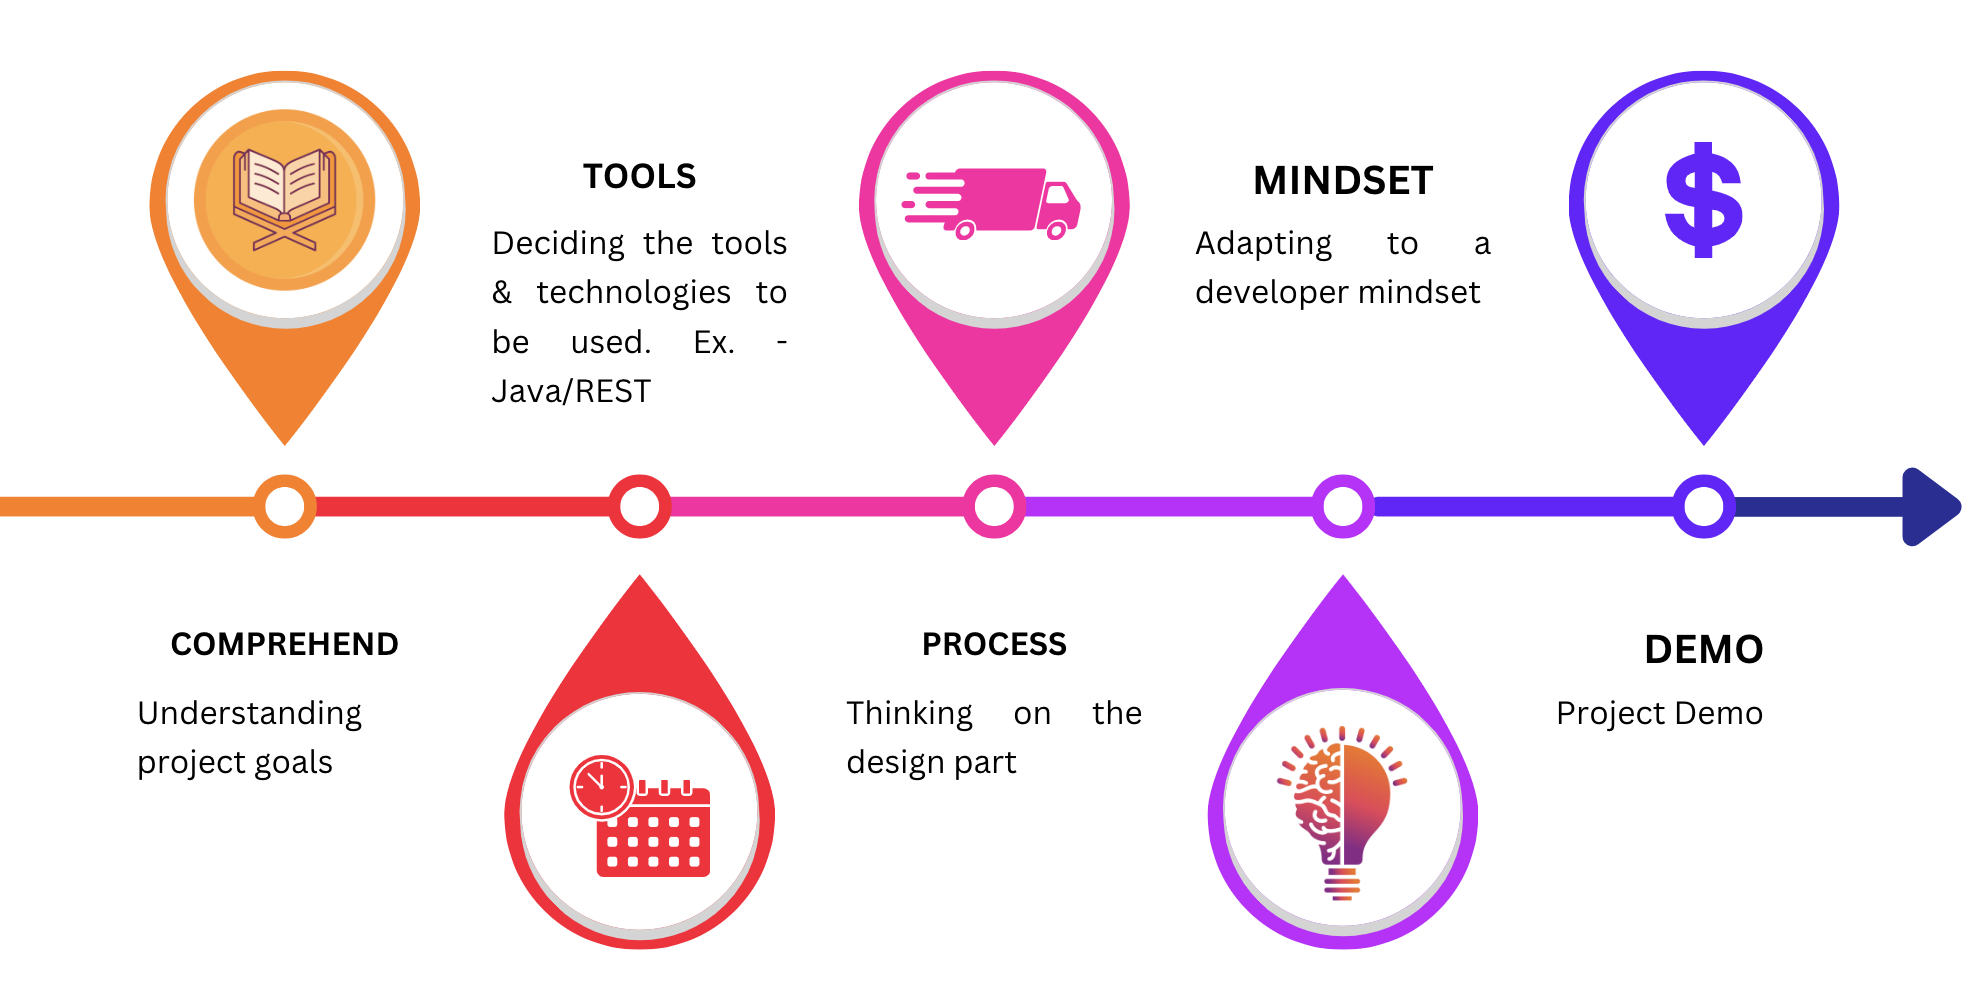 COMPREHEND
Understanding
project goals
TOOLS
Deciding the tools
& technologies to
be used. Ex. -
Java/REST
PROCESS
Thinking on the
design part
MINDSET
Adapting to a
developer mindset
$
DEMO
Project Demo